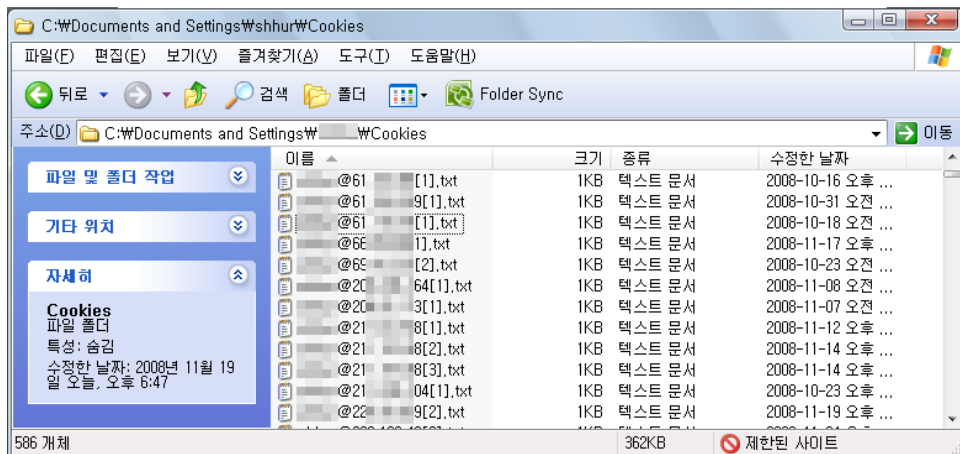 C:₩Documents and Settings₩shhur₩Cookies
파일(F) 편집(E) 보기(V) 즐겨찾기(A) 도구(T) 도움말(H)
뒤로 검색 폴더 Folder Sync
주소(D) C:₩Documents and Settings₩ ₩Cookies 이동
파일 및 폴더 작업
기타 위치
자세히
Cookies
파일 폴더
특성: 숨김
수정한 날짜: 2008년 11월 19
일 오늘, 오후 6:47
이름 크기 종류 수정한 날짜
@61 [1].txt 1KB 텍스트 문서 2008-10-16 오후 ...
@61 9[1].txt 1KB 텍스트 문서 2008-10-31 오전 ...
@61 [1].txt 1KB 텍스트 문서 2008-10-18 오전 ...
@66 1].txt 1KB 텍스트 문서 2008-11-17 오후 ...
@69 [2].txt 1KB 텍스트 문서 2008-10-23 오전 ...
@20 64[1].txt 1KB 텍스트 문서 2008-11-08 오전 ...
@20 3[1].txt 1KB 텍스트 문서 2008-11-07 오전 ...
@21 8[1].txt 1KB 텍스트 문서 2008-11-12 오후 ...
@21 8[2].txt 1KB 텍스트 문서 2008-11-14 오후 ...
@21 8[3].txt 1KB 텍스트 문서 2008-11-14 오후 ...
@21 04[1].txt 1KB 텍스트 문서 2008-10-23 오후 ...
@22 9[2].txt 1KB 텍스트 문서 2008-11-19 오후 ...
586 개체 362KB 제한된 사이트